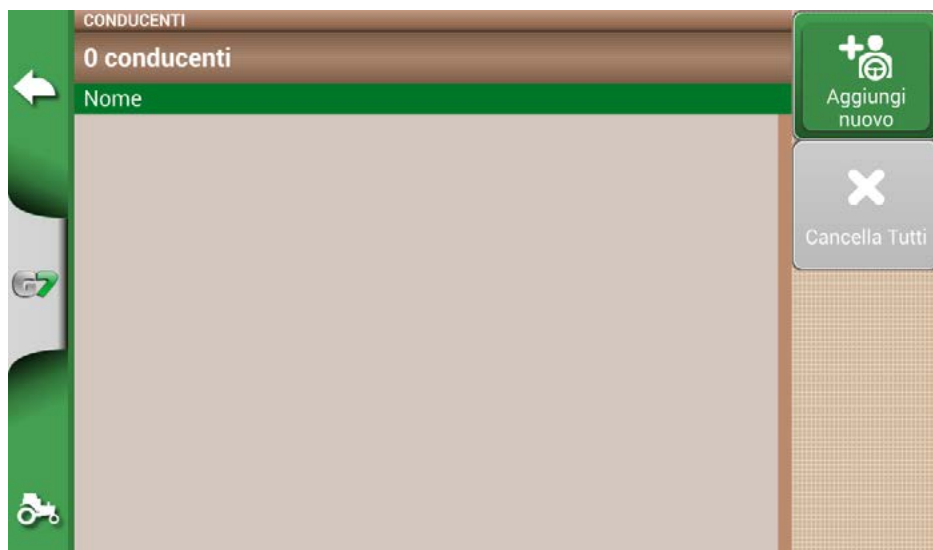 CONDUCENTI
0 conducenti
Nome
Aggiungi
nuovo
Cancella Tutti
G7